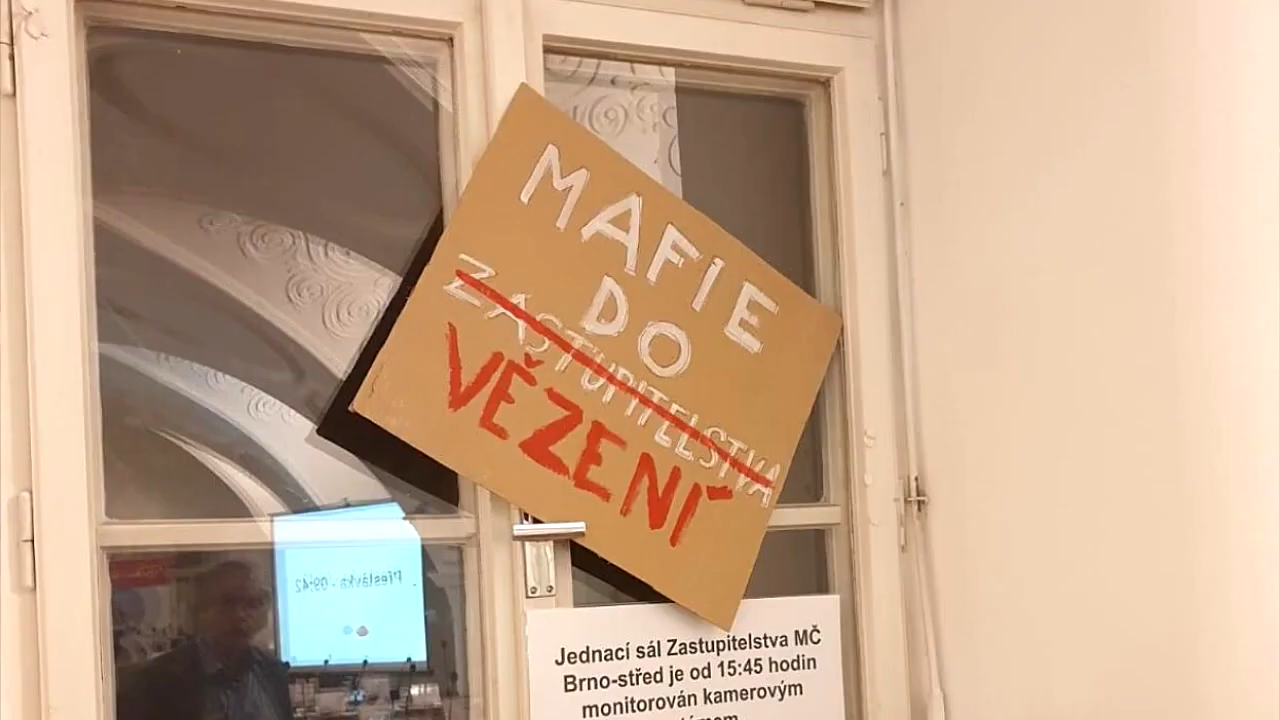 MAFIE
DO
ZASTUPITELSTVA
VĚZENÍ
Přestávka - 09:42
Jednací sál Zastupitelstva MČ
Brno-střed je od 15:45 hodin
monitorován kamerovým